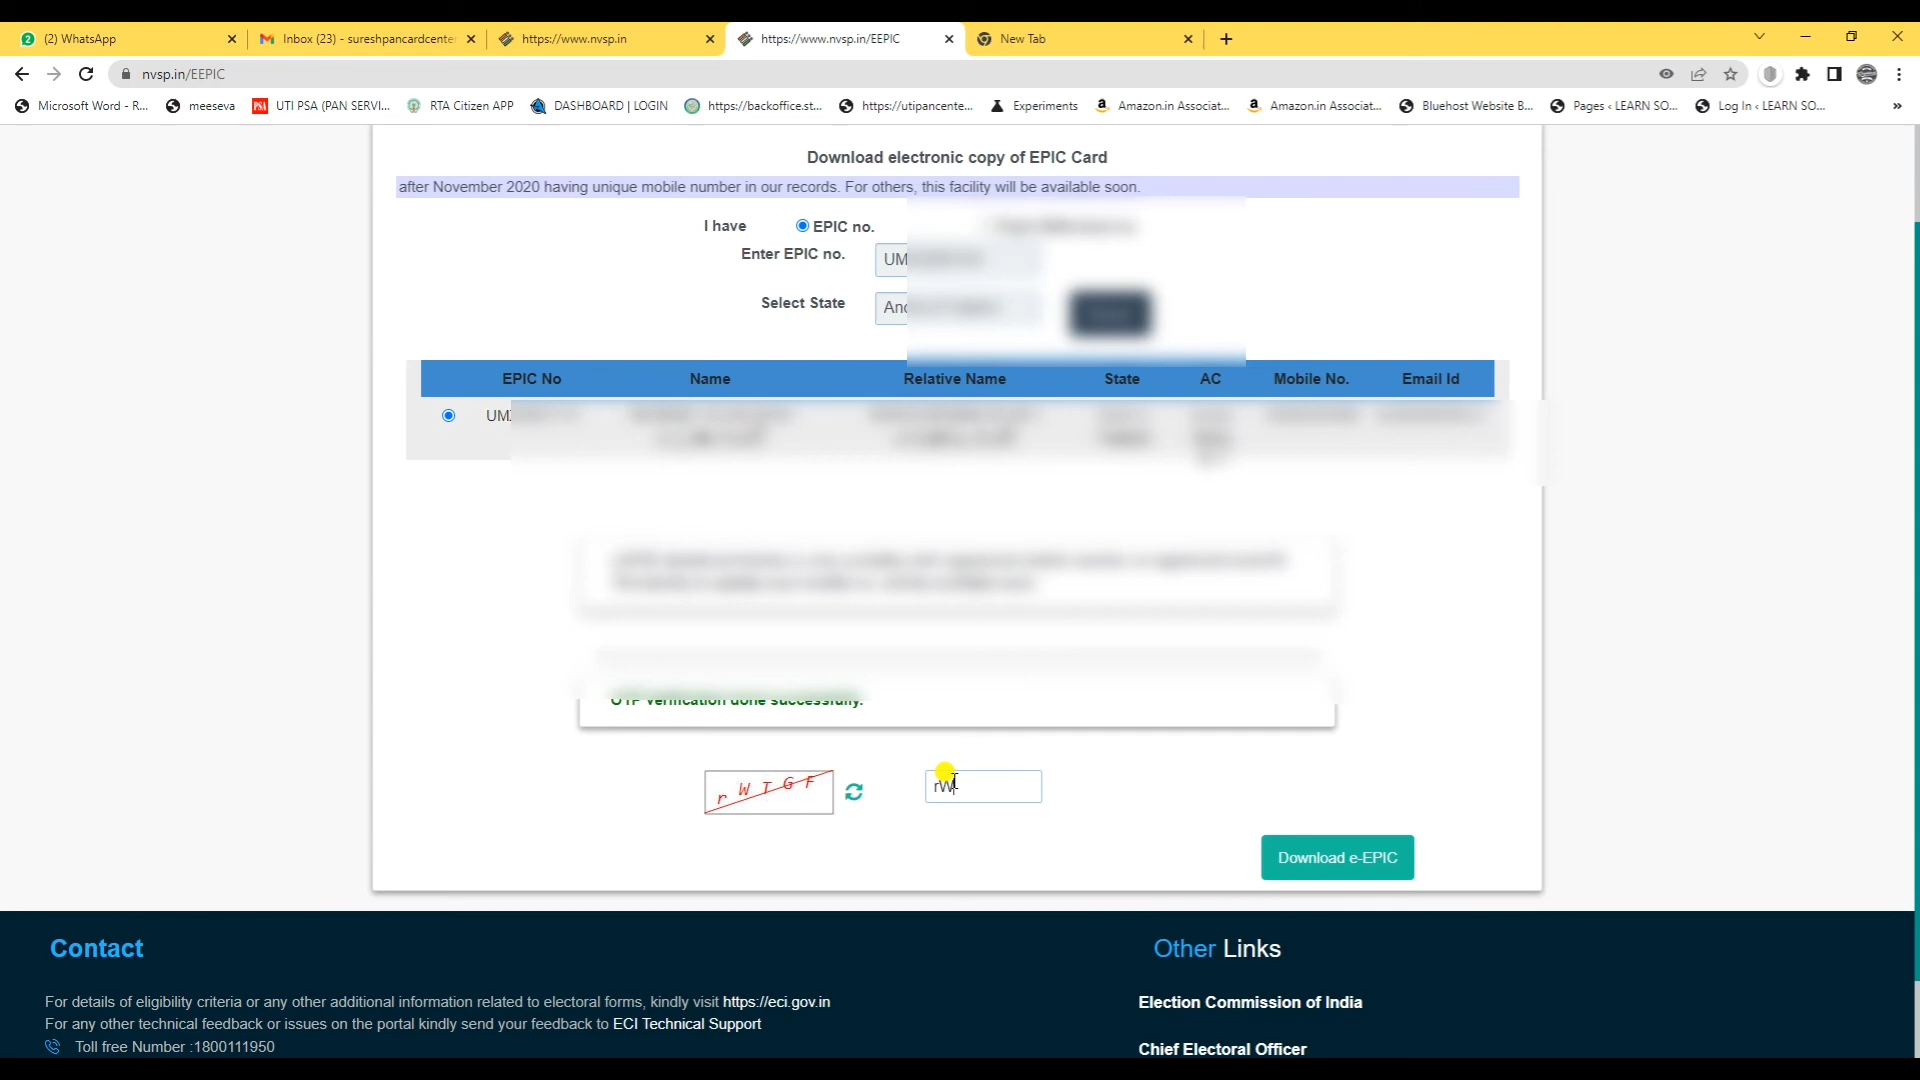 (2) WhatsApp
Inbox (23) - sureshpancardcente
https://www.nvsp.in
https://www.nvsp.in/EEPIC
New Tab
nvsp.in/EEPIC
Microsoft Word - R...
meeseva
PSA
UTI PSA (PAN SERVI...
RTA Citizen APP
DASHBOARD | LOGIN
https://backoffice.st...
https://utipancente...
Experiments
Amazon.in Associat...
Amazon.in Associat...
Bluehost Website B...
Pages ‹ LEARN SO...
Log In ‹ LEARN SO...
»
Download electronic copy of EPIC Card
after November 2020 having unique mobile number in our records. For others, this facility will be available soon.
I have EPIC no.
Enter EPIC no. UM
Select State
EPIC No Name Relative Name State AC Mobile No. Email Id
OTP verification done successfully.
r W T G F
rW
Download e-EPIC
Contact
For details of eligibility criteria or any other additional information related to electoral forms, kindly visit https://eci.gov.in
For any other technical feedback or issues on the portal kindly send your feedback to ECI Technical Support
Toll free Number :1800111950
Other Links
Election Commission of India
Chief Electoral Officer